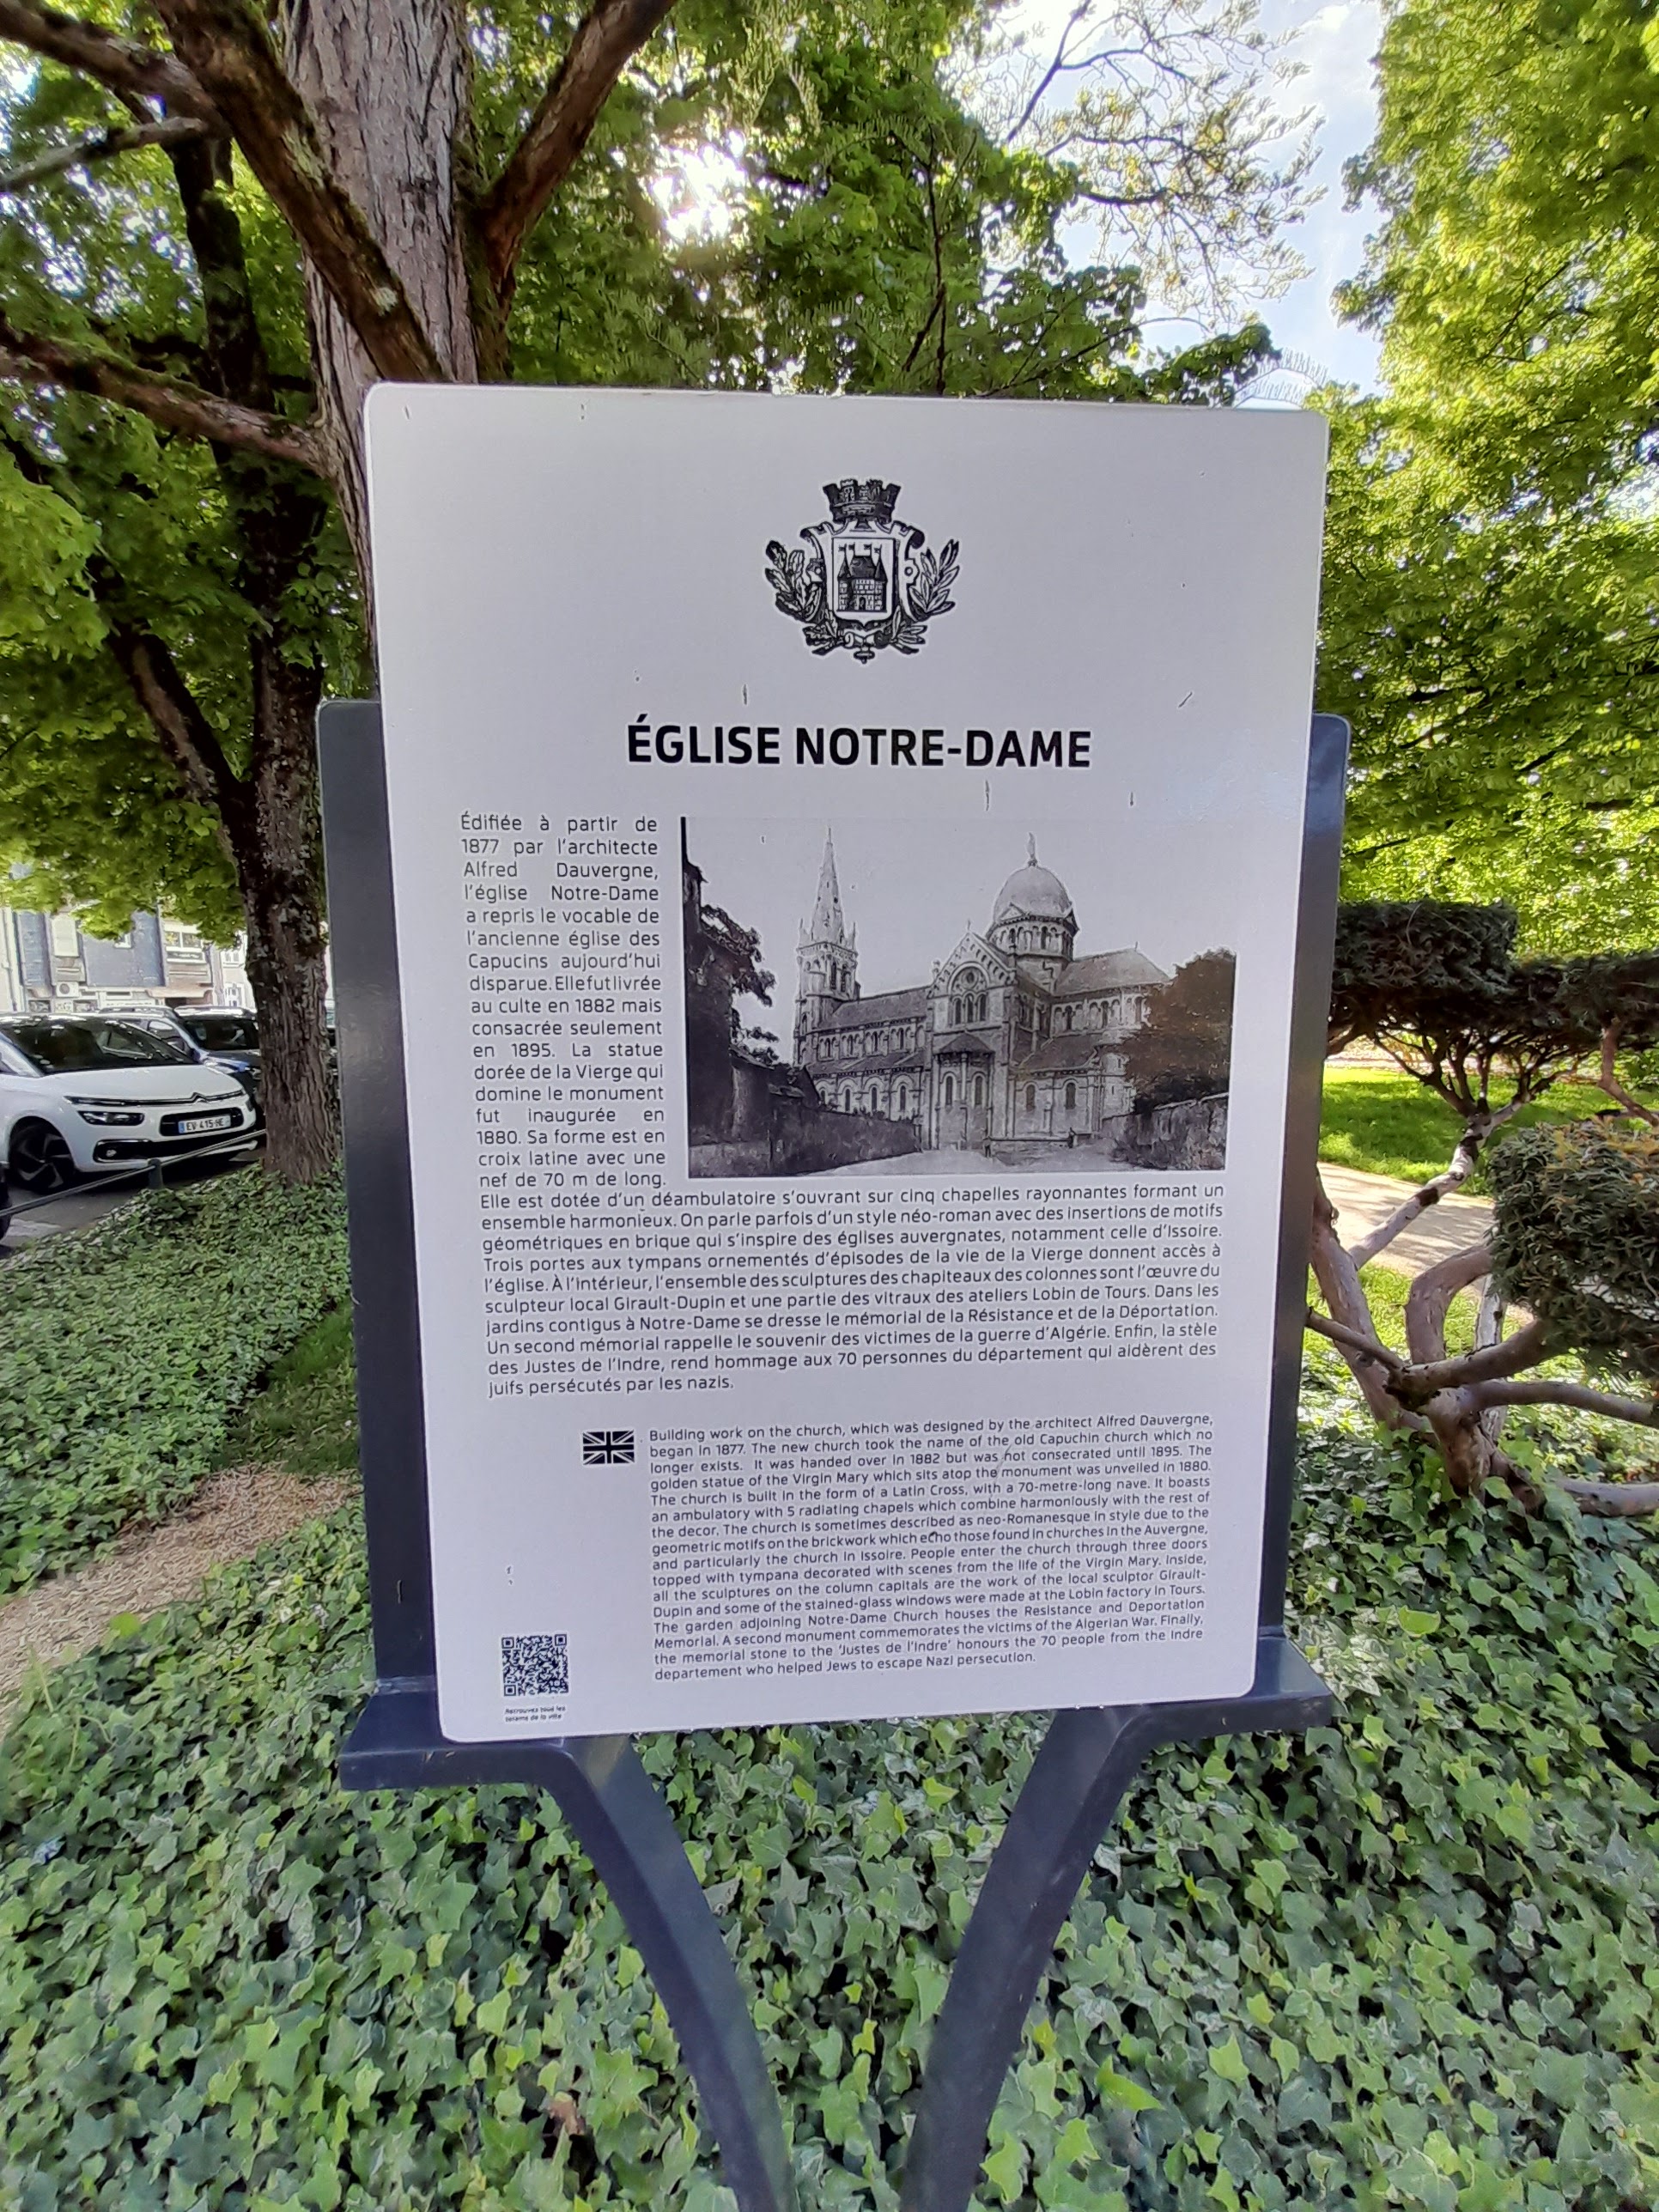 ÉGLISE NOTRE-DAME
Édifiée à partir de
1877 par l'architecte
Alfred Dauvergne,
l'église Notre-Dame
a repris le vocable de
l'ancienne église des
Capucins aujourd'hui
disparue. Elle fut livrée
au culte en 1882 mais
consacrée seulement
en 1895. La statue
dorée de la Vierge qui
domine le monument
fut inaugurée en
1880. Sa forme est en
croix latine avec une
nef de 70 m de long.
Elle est dotée d'un déambulatoire s'ouvrant sur cinq chapelles rayonnantes formant un
ensemble harmonieux. On parle parfois d'un style néo-roman avec des insertions de motifs
géométriques en brique qui s'inspire des églises auvergnates, notamment celle d'Issoire.
Trois portes aux tympans ornementés d'épisodes de la vie de la Vierge donnent accès à
l'église. À l'intérieur, l'ensemble des sculptures des chapiteaux des colonnes sont l'œuvre du
sculpteur local Girault-Dupin et une partie des vitraux des ateliers Lobin de Tours. Dans les
jardins contigus à Notre-Dame se dresse le mémorial de la Résistance et de la Déportation.
Un second mémorial rappelle le souvenir des victimes de la guerre d'Algérie. Enfin, la stèle
des Justes de l'Indre, rend hommage aux 70 personnes du département qui aidèrent des
juifs persécutés par les nazis.
Building work on the church, which was designed by the architect Alfred Dauvergne,
began in 1877. The new church took the name of the old Capuchin church which no
longer exists. It was handed over in 1882 but was not consecrated until 1895. The
golden statue of the Virgin Mary which sits atop the monument was unveiled in 1880.
The church is built in the form of a Latin Cross, with a 70-metre-long nave. It boasts
an ambulatory with 5 radiating chapels which combine harmoniously with the rest of
the decor. The church is sometimes described as neo-Romanesque in style due to the
geometric motifs on the brickwork which echo those found in churches in the Auvergne,
and particularly the church in Issoire. People enter the church through three doors
topped with tympana decorated with scenes from the life of the Virgin Mary. Inside,
all the sculptures on the column capitals are the work of the local sculptor Girault-
Dupin and some of the stained-glass windows were made at the Lobin factory in Tours.
The garden adjoining Notre-Dame Church houses the Resistance and Deportation
Memorial. A second monument commemorates the victims of the Algerian War. Finally,
the memorial stone to the 'Justes de l'Indre' honours the 70 people from the Indre
department who helped Jews to escape Nazi persecution.
Retrouvez tous les
de la ville